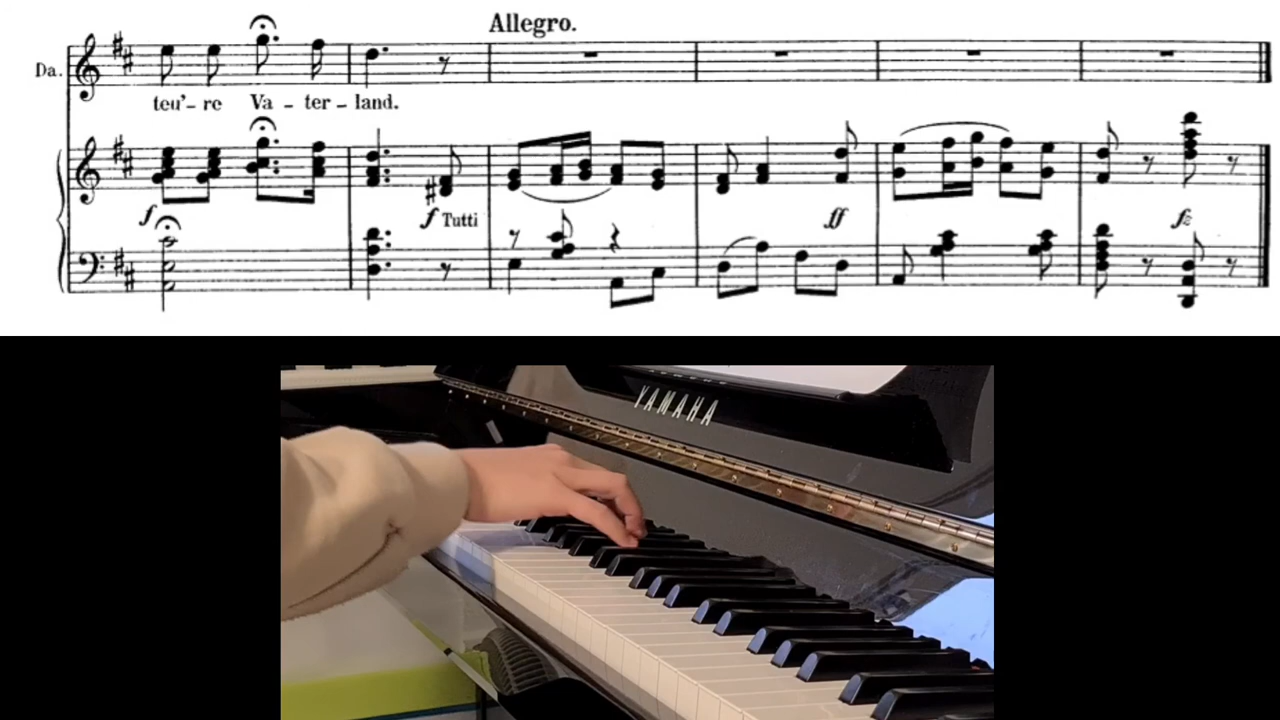 Allegro.
Da.
teu'- re Va - ter - land.
f
f Tutti
ff
fz
YAMAHA